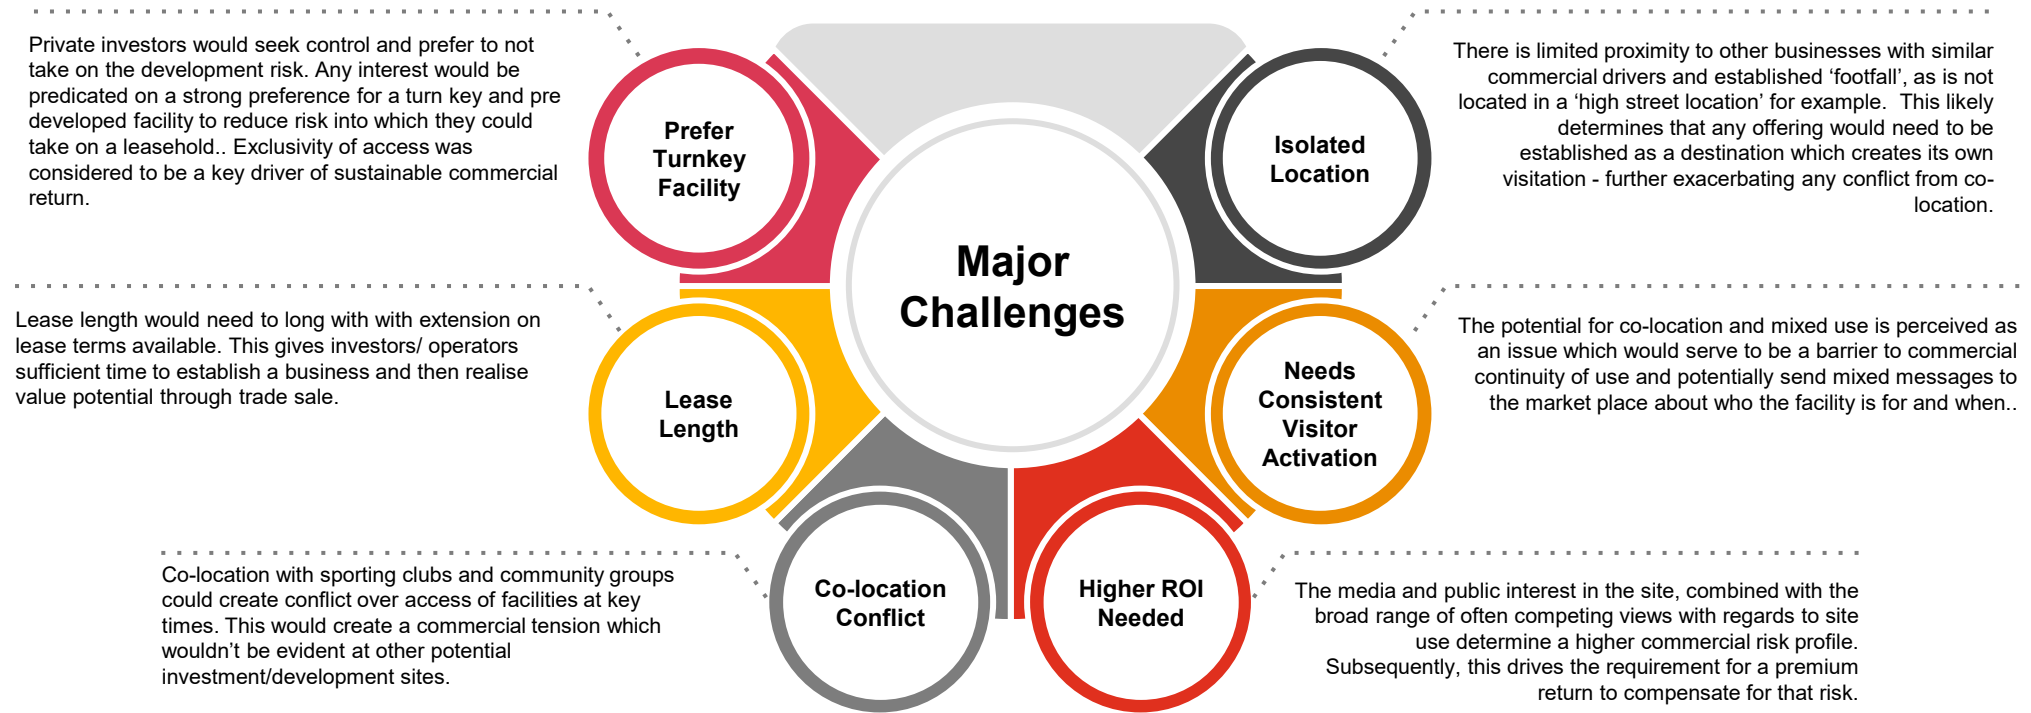 Private investors would seek control and prefer to not
take on the development risk. Any interest would be
predicated on a strong preference for a turn key and pre
developed facility to reduce risk into which they could
take on a leasehold.. Exclusivity of access was
considered to be a key driver of sustainable commercial
return.
Prefer
Turnkey
Facility
Lease length would need to long with with extension on
lease terms available. This gives investors/ operators
sufficient time to establish a business and then realise
value potential through trade sale.
Lease
Length
Co-location with sporting clubs and community groups
could create conflict over access of facilities at key
times. This would create a commercial tension which
wouldn’t be evident at other potential
investment/development sites.
Co-location
Conflict
Major
Challenges
Isolated
Location
There is limited proximity to other businesses with similar
commercial drivers and established ‘footfall’, as is not
located in a ‘high street location’ for example.  This likely
determines that any offering would need to be
established as a destination which creates its own
visitation - further exacerbating any conflict from co-
location.
Needs
Consistent
Visitor
Activation
The potential for co-location and mixed use is perceived as
an issue which would serve to be a barrier to commercial
continuity of use and potentially send mixed messages to
the market place about who the facility is for and when..
Higher ROI
Needed
The media and public interest in the site, combined with the
broad range of often competing views with regards to site
use determine a higher commercial risk profile.
Subsequently, this drives the requirement for a premium
return to compensate for that risk.